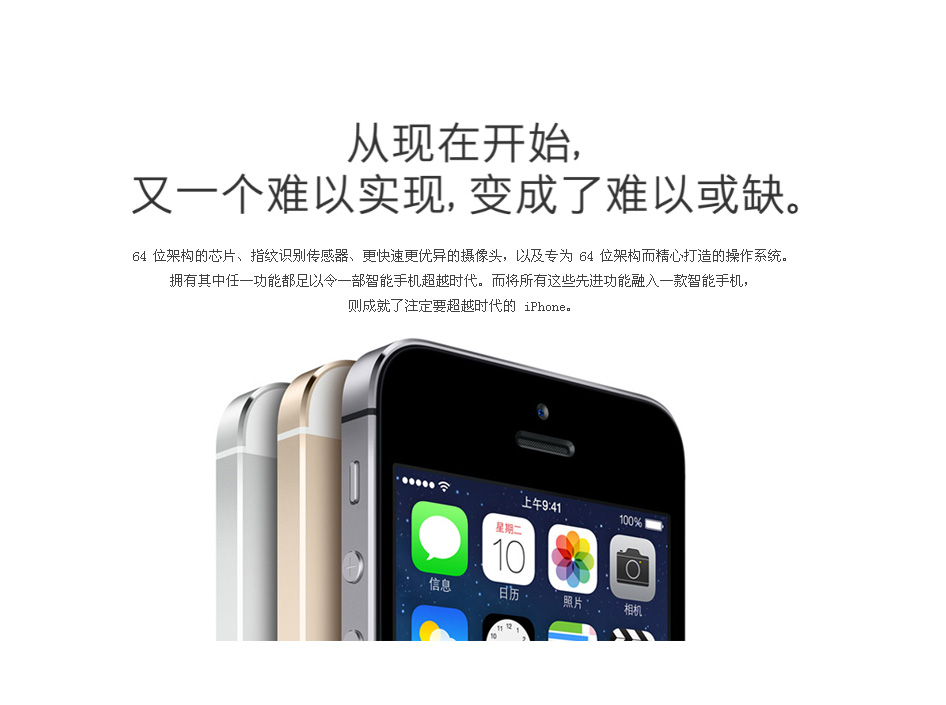 从现在开始,
又一个难以实现, 变成了难以或缺。
64 位架构的芯片、指纹识别传感器、更快速更优异的摄像头，以及专为 64 位架构而精心打造的操作系统。
拥有其中任一功能都足以令一部智能手机超越时代。而将所有这些先进功能融入一款智能手机，
则成就了注定要超越时代的 iPhone。
上午9:41
100%
星期二
10
信息
日历
照片
相机
11 12 1
10 2